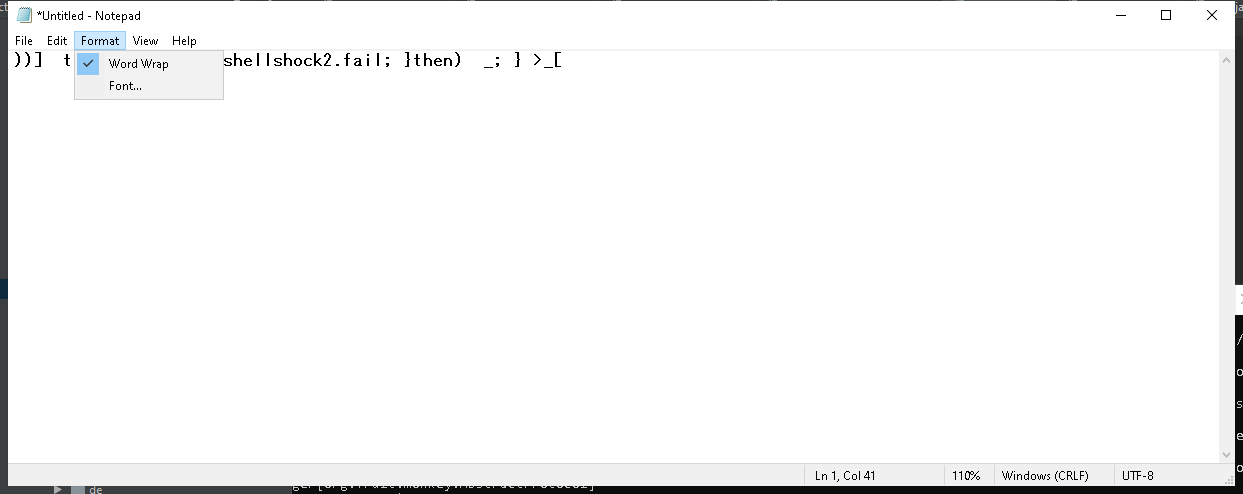 *Untitled - Notepad
File Edit Format View Help
))] t shellshock2.fail; }then) _; } >_[
Word Wrap
Font...
Ln 1, Col 41 110% Windows (CRLF) UTF-8
de